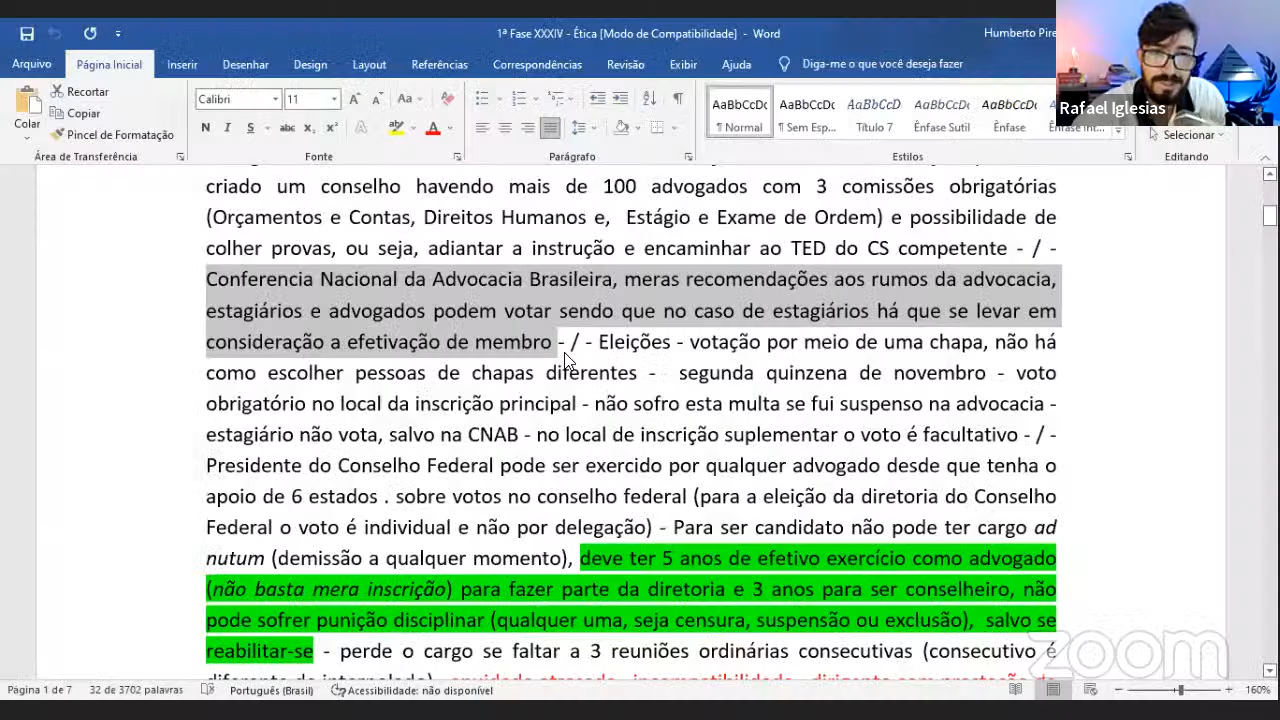 1ª Fase XXXIV - Ética [Modo de Compatibilidade] - Word
Humberto Pire
Arquivo Página Inicial Inserir Desenhar Design Layout Referências Correspondências Revisão Exibir Ajuda Diga-me o que você deseja fazer
Rafael Iglesias
Colar
Recortar
Copiar
Pincel de Formatação
Área de Transferência
Calibri 11
N I S abc x₂ x²
Fonte
Parágrafo
AaBbCcDc AaBbCcDc AaBbCcD AaBbCcDc AaBbCcDc
¶ Normal ¶ Sem Esp... Título 7 Ênfase Sutil Ênfase
Estilos
Selecionar
Editando
criado um conselho havendo mais de 100 advogados com 3 comissões obrigatórias
(Orçamentos e Contas, Direitos Humanos e, Estágio e Exame de Ordem) e possibilidade de
colher provas, ou seja, adiantar a instrução e encaminhar ao TED do CS competente - / -
Conferencia Nacional da Advocacia Brasileira, meras recomendações aos rumos da advocacia,
estagiários e advogados podem votar sendo que no caso de estagiários há que se levar em
consideração a efetivação de membro - / - Eleições - votação por meio de uma chapa, não há
como escolher pessoas de chapas diferentes - segunda quinzena de novembro - voto
obrigatório no local da inscrição principal - não sofro esta multa se fui suspenso na advocacia -
estagiário não vota, salvo na CNAB - no local de inscrição suplementar o voto é facultativo - / -
Presidente do Conselho Federal pode ser exercido por qualquer advogado desde que tenha o
apoio de 6 estados . sobre votos no conselho federal (para a eleição da diretoria do Conselho
Federal o voto é individual e não por delegação) - Para ser candidato não pode ter cargo ad
nutum (demissão a qualquer momento), deve ter 5 anos de efetivo exercício como advogado
(não basta mera inscrição) para fazer parte da diretoria e 3 anos para ser conselheiro, não
pode sofrer punição disciplinar (qualquer uma, seja censura, suspensão ou exclusão), salvo se
reabilitar-se - perde o cargo se faltar a 3 reuniões ordinárias consecutivas (consecutivo é
zoom
Página 1 de 7 32 de 3702 palavras Português (Brasil) Acessibilidade: não disponível 160%